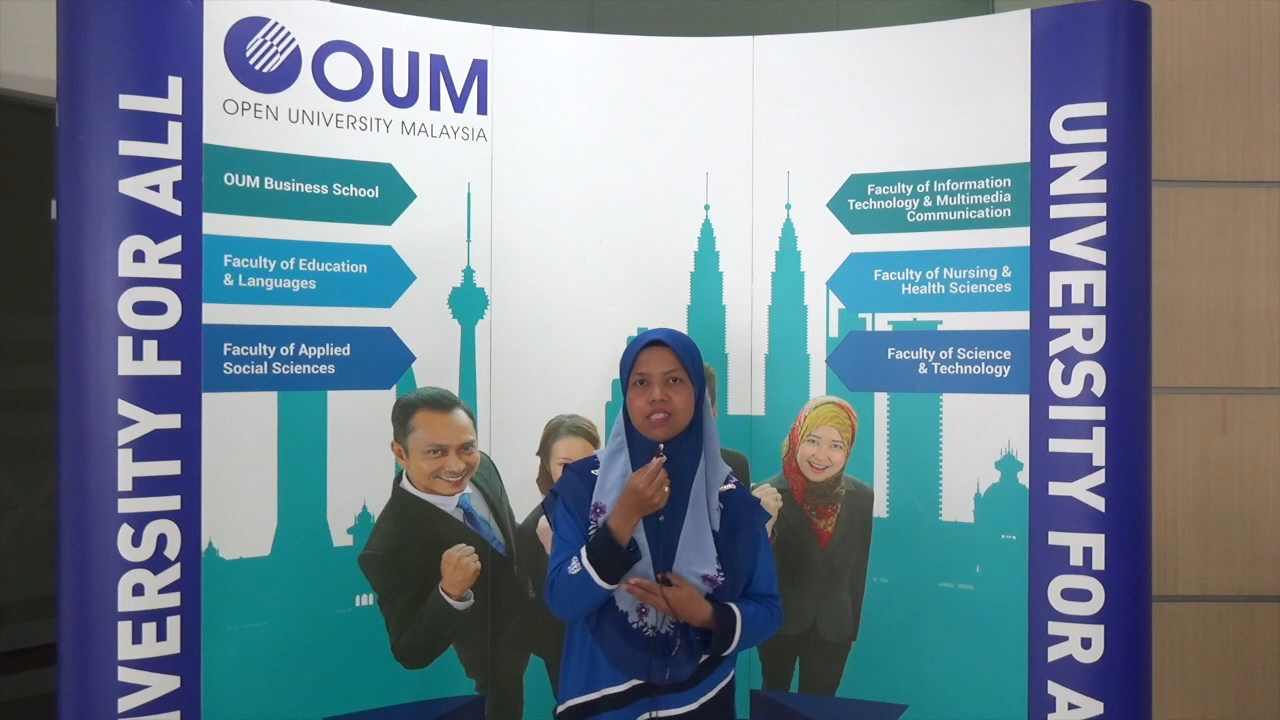 OUM
OPEN UNIVERSITY MALAYSIA
OUM Business School
Faculty of Education
& Languages
Faculty of Applied
Social Sciences
Faculty of Information
Technology & Multimedia
Communication
Faculty of Nursing &
Health Sciences
Faculty of Science
& Technology
IVERSITY FOR ALL
UNIVERSITY FOR A